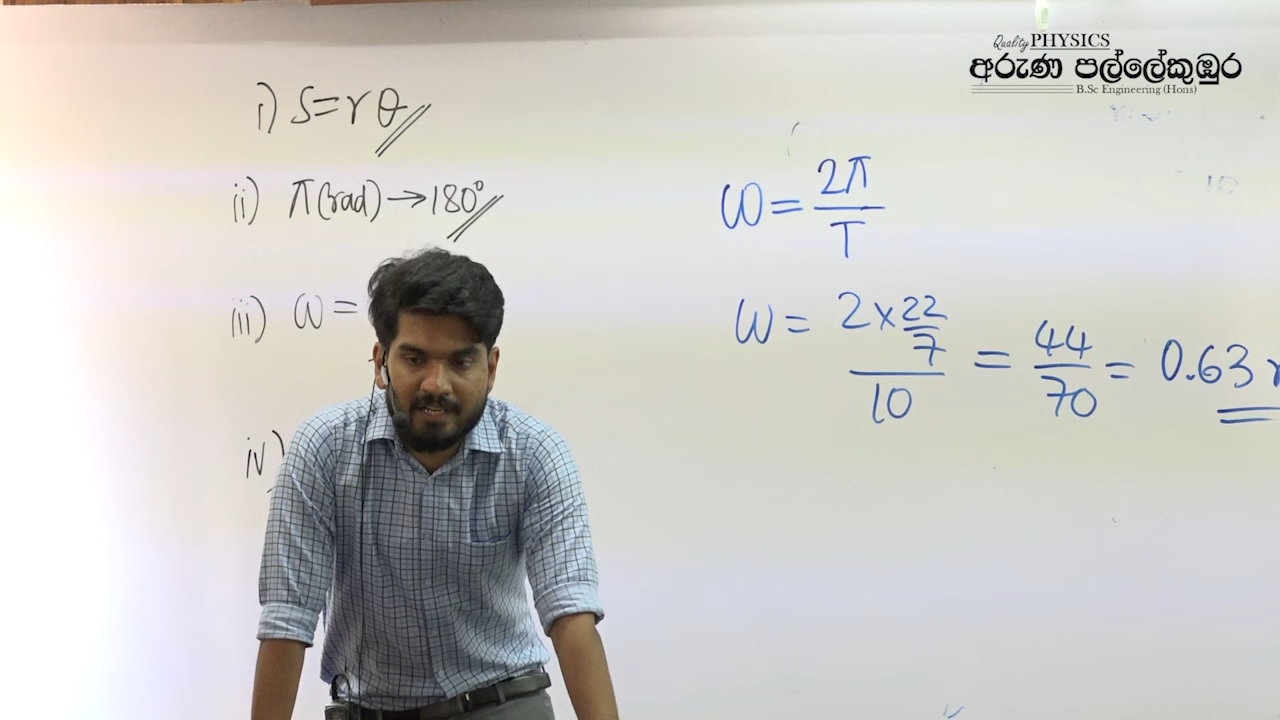 Quality PHYSICS
අරුණ පල්ලේකුඹුර
B.Sc Engineering (Hons)
i) S=rθ
ii) π(rad)→180°
iii) ω=
iv)
ω = 2π/T
ω = (2×22/7)/10 = 44/70 = 0.63